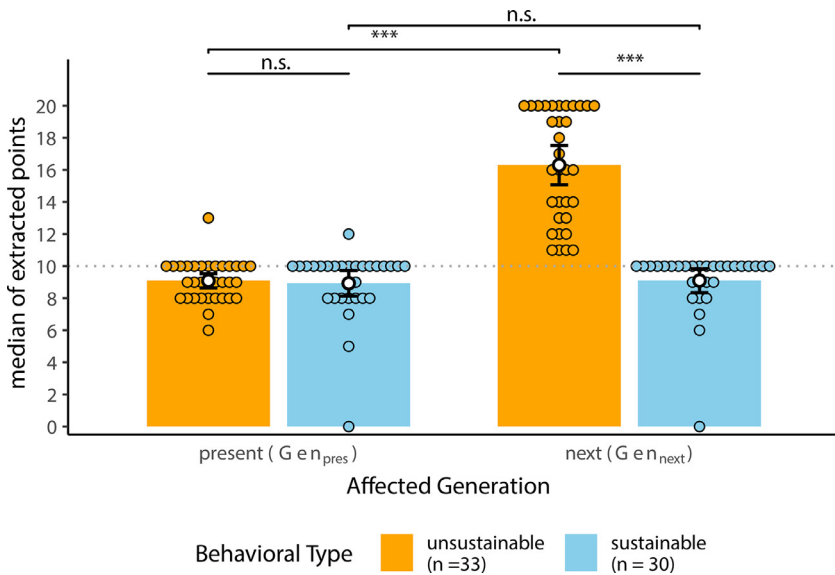 n.s.
***
n.s.
***
median of extracted points
20
18
16
14
12
10
8
6
4
2
0
present ( G e n pres )
next ( G e n next )
Affected Generation
Behavioral Type
unsustainable
(n =33)
sustainable
(n = 30)